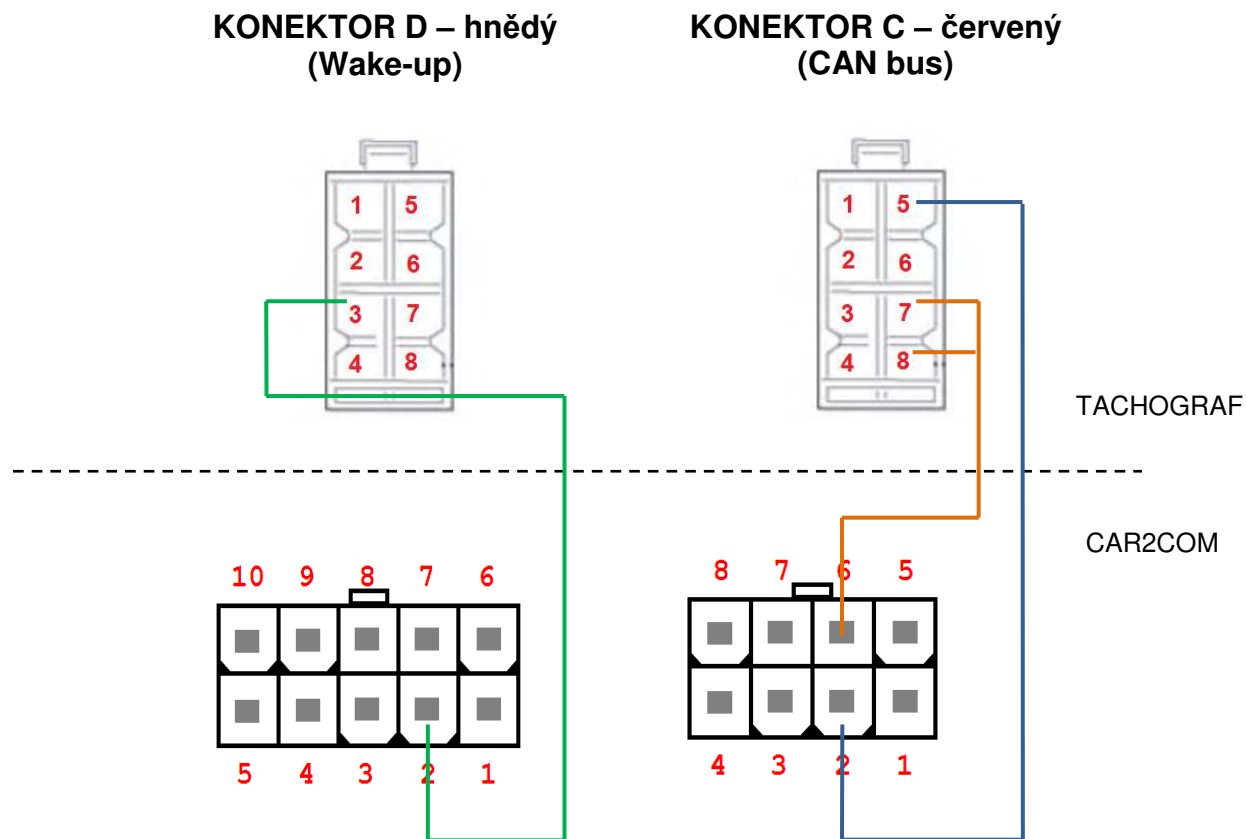 KONEKTOR D – hnědý
(Wake-up)
KONEKTOR C – červený
(CAN bus)
1 5
2 6
3 7
4 8
1 5
2 6
3 7
4 8
TACHOGRAF
CAR2COM
10 9 8 7 6
5 4 3 2 1
8 7 6 5
4 3 2 1